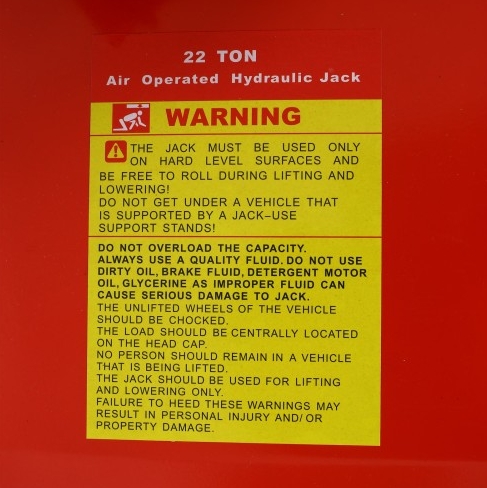 22 TON
Air Operated Hydraulic Jack
WARNING
THE JACK MUST BE USED ONLY
ON HARD LEVEL SURFACES AND
BE FREE TO ROLL DURING LIFTING AND
LOWERING!
DO NOT GET UNDER A VEHICLE THAT
IS SUPPORTED BY A JACK-USE
SUPPORT STANDS!
DO NOT OVERLOAD THE CAPACITY.
ALWAYS USE A QUALITY FLUID. DO NOT USE
DIRTY OIL, BRAKE FLUID, DETERGENT MOTOR
OIL, GLYCERINE AS IMPROPER FLUID CAN
CAUSE SERIOUS DAMAGE TO JACK.
THE UNLIFTED WHEELS OF THE VEHICLE
SHOULD BE CHOCKED.
THE LOAD SHOULD BE CENTRALLY LOCATED
ON THE HEAD CAP.
NO PERSON SHOULD REMAIN IN A VEHICLE
THAT IS BEING LIFTED.
THE JACK SHOULD BE USED FOR LIFTING
AND LOWERING ONLY.
FAILURE TO HEED THESE WARNINGS MAY
RESULT IN PERSONAL INJURY AND/OR
PROPERTY DAMAGE.